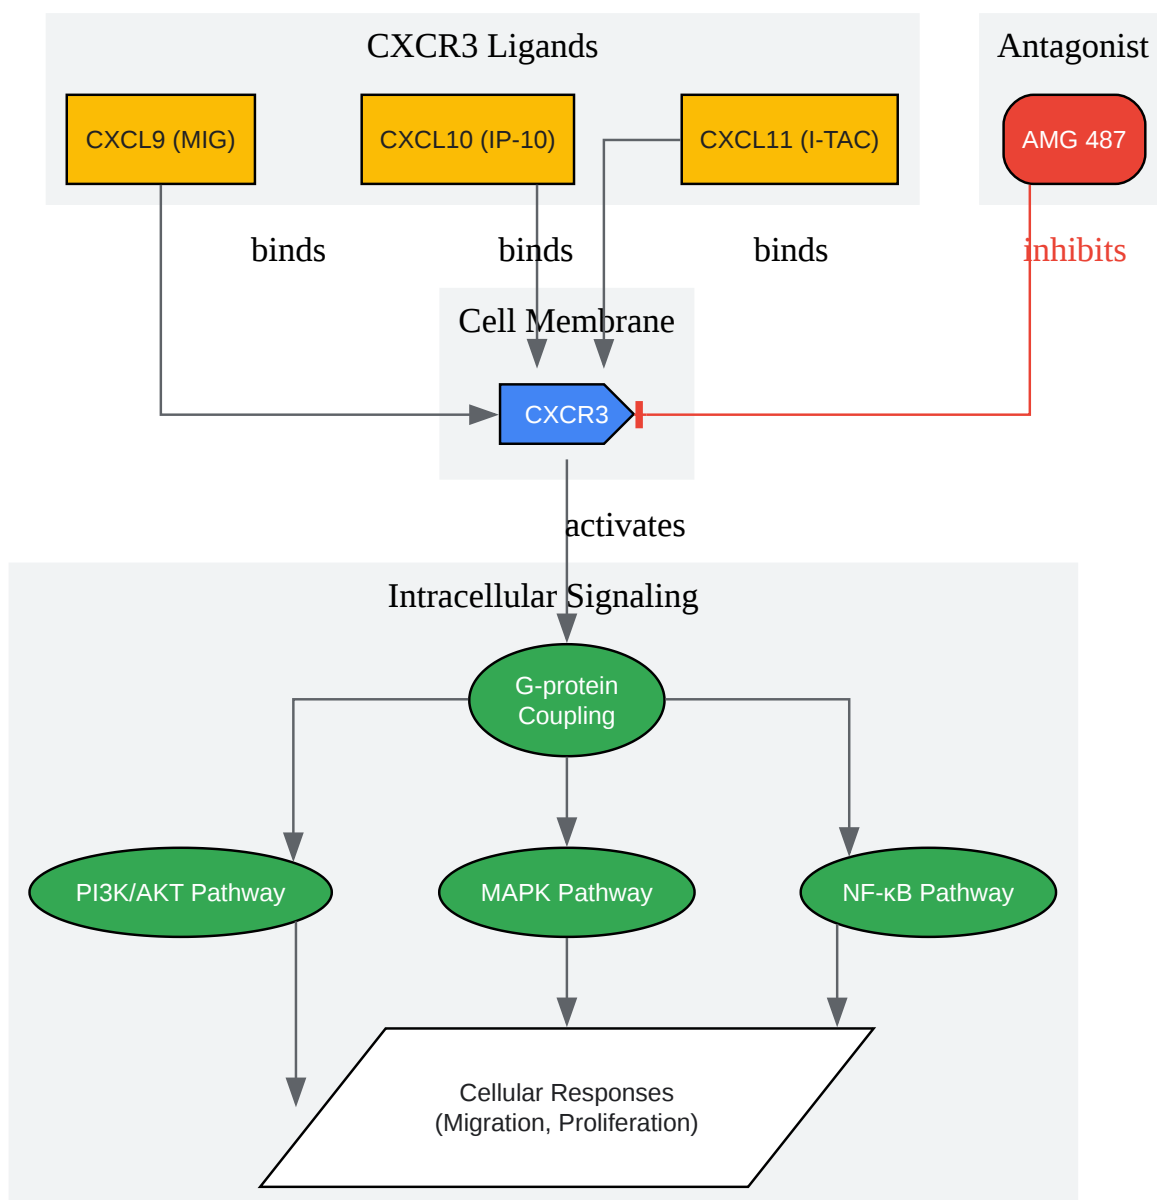 CXCR3 Ligands
Antagonist
CXCL9 (MIG)
CXCL10 (IP-10)
CXCL11 (I-TAC)
AMG 487
binds
binds
binds
inhibits
Cell Membrane
CXCR3
activates
Intracellular Signaling
G-protein
Coupling
PI3K/AKT Pathway
MAPK Pathway
NF-κB Pathway
Cellular Responses
(Migration, Proliferation)